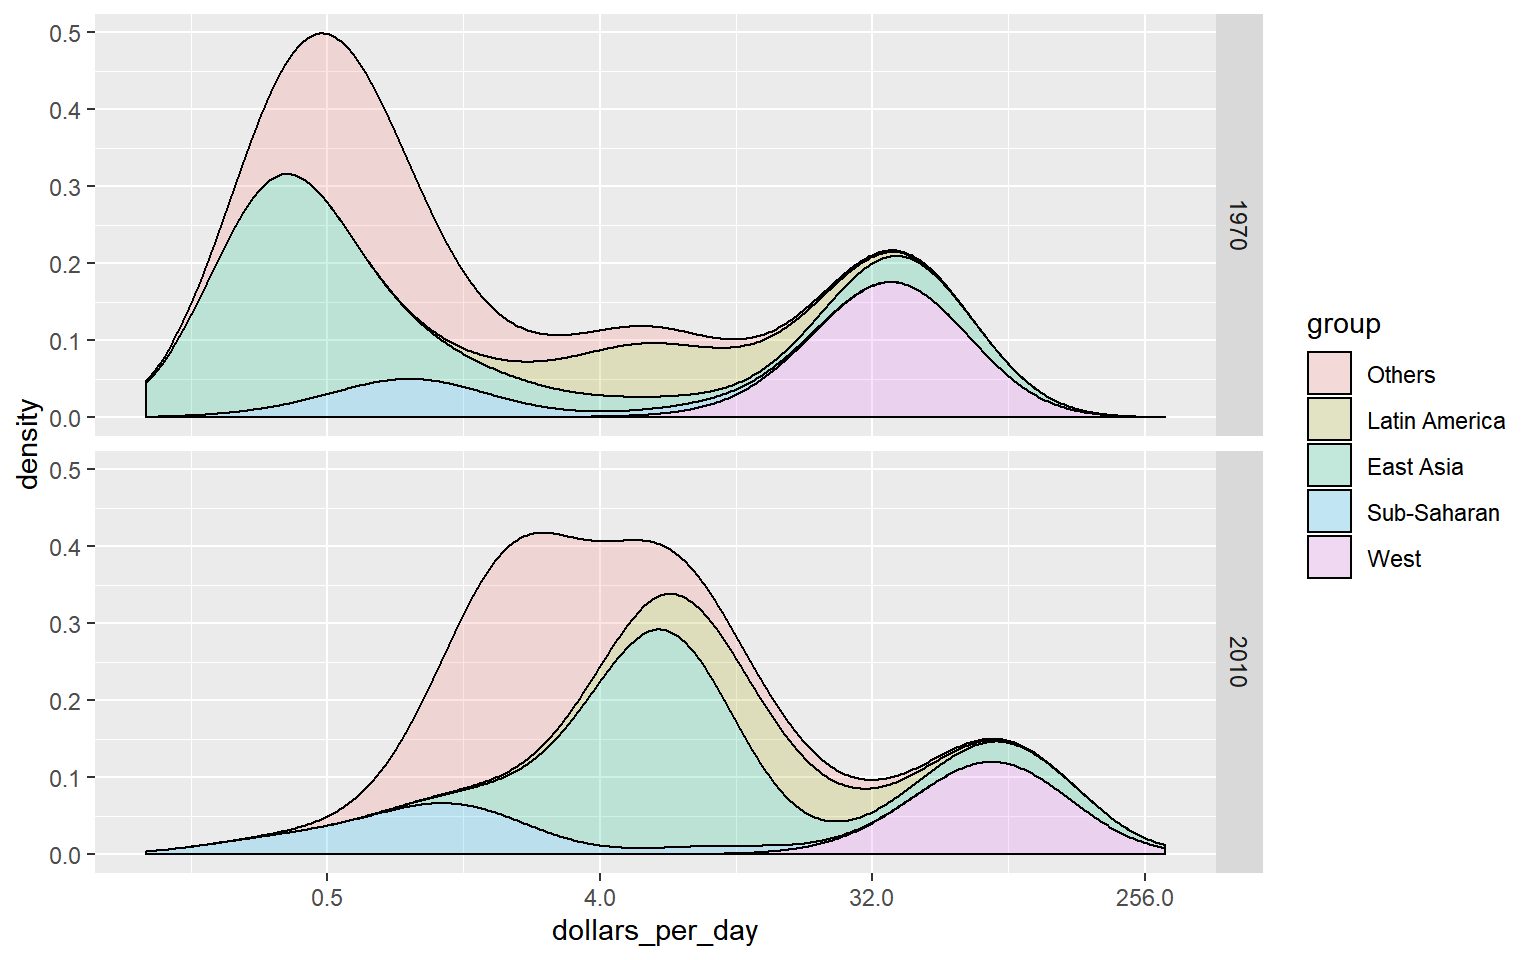 0.5
0.4
0.3
0.2
0.1
0.0
1970
0.5
0.4
0.3
0.2
0.1
0.0
2010
density
0.5 4.0 32.0 256.0
dollars_per_day
group
Others
Latin America
East Asia
Sub-Saharan
West